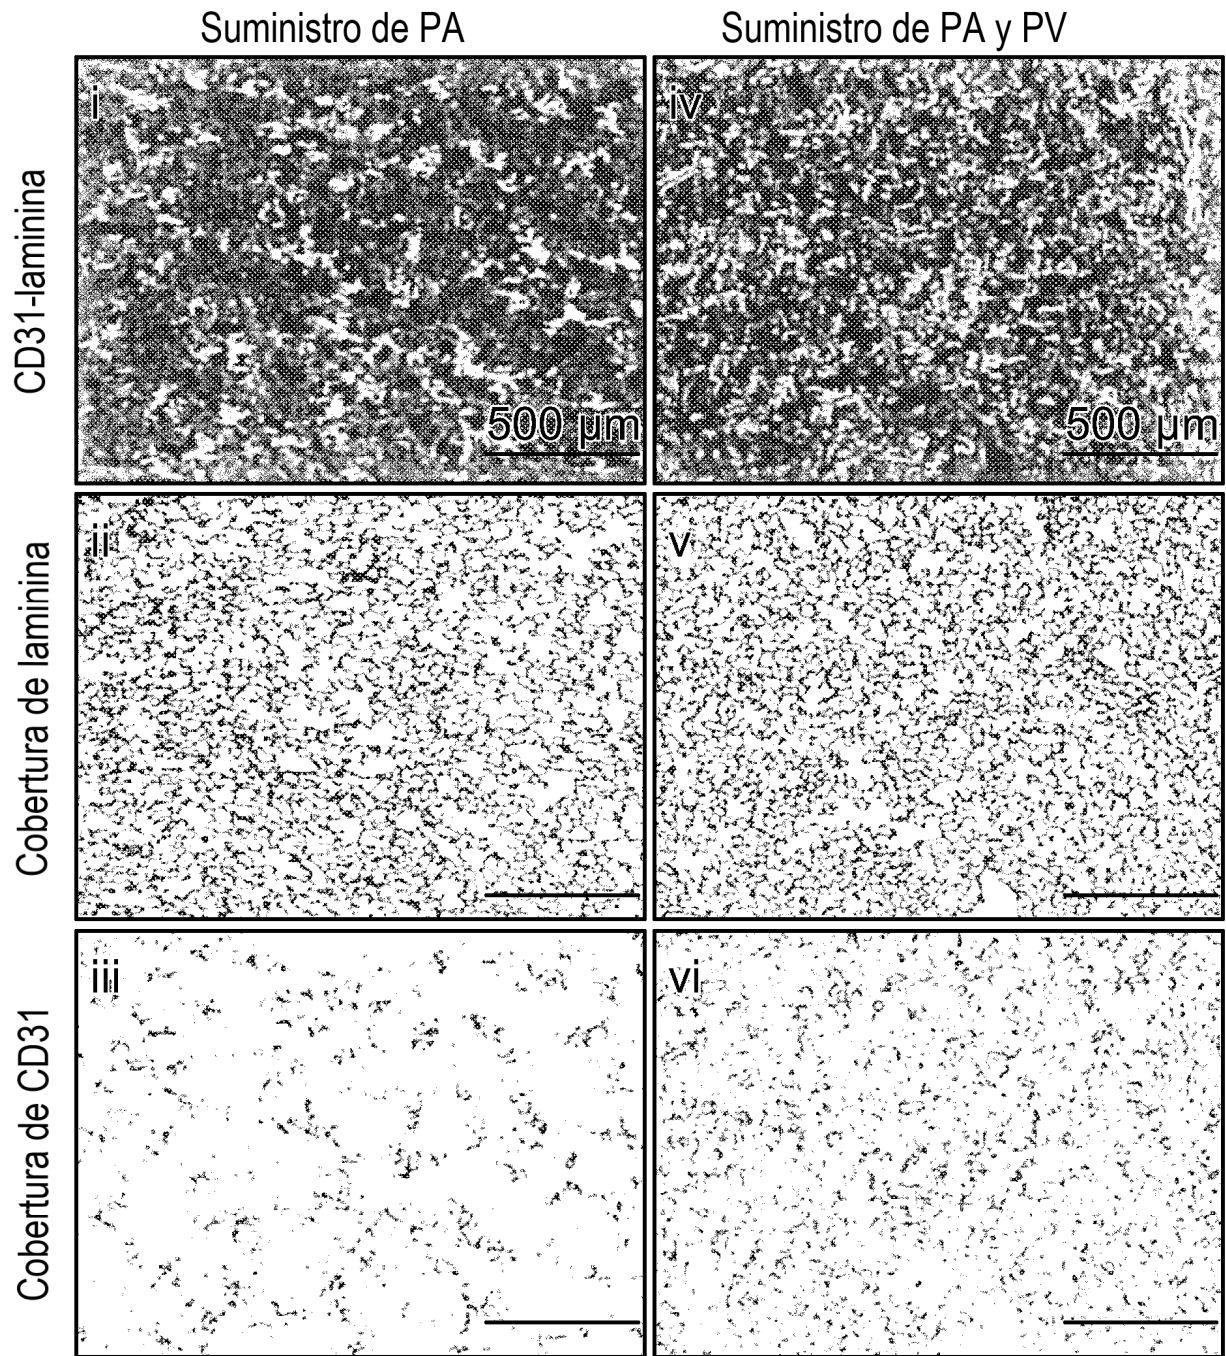 Suministro de PA
Suministro de PA y PV
CD31-laminina
i
500 µm
iv
500 µm
Cobertura de laminina
ii
v
Cobertura de CD31
iii
vi